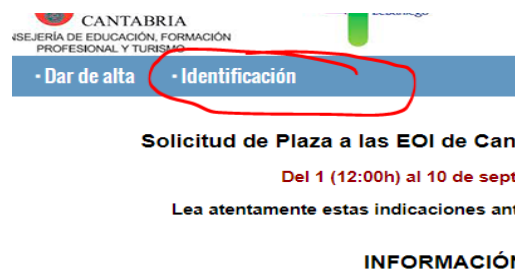 CANTABRIA
NSEJERÍA DE EDUCACIÓN, FORMACIÓN
PROFESIONAL Y TURISMO
· Dar de alta · Identificación
Solicitud de Plaza a las EOI de Can
Del 1 (12:00h) al 10 de sept
Lea atentamente estas indicaciones ant
INFORMACIÓN